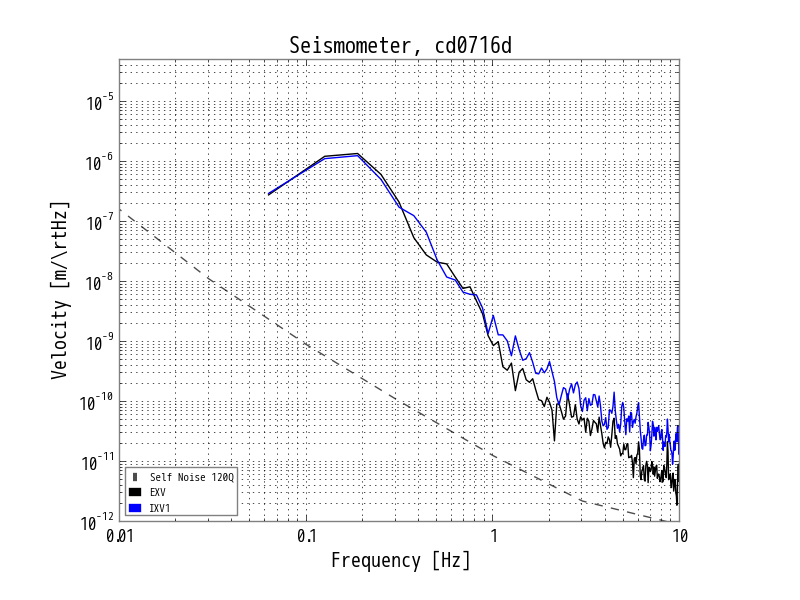 Seismometer, cd0716d
Velocity [m/\rtHz]
10^-5
10^-6
10^-7
10^-8
10^-9
10^-10
10^-11
10^-12
Self Noise 120Q
EXV
IXV1
0.01 0.1 1 10
Frequency [Hz]